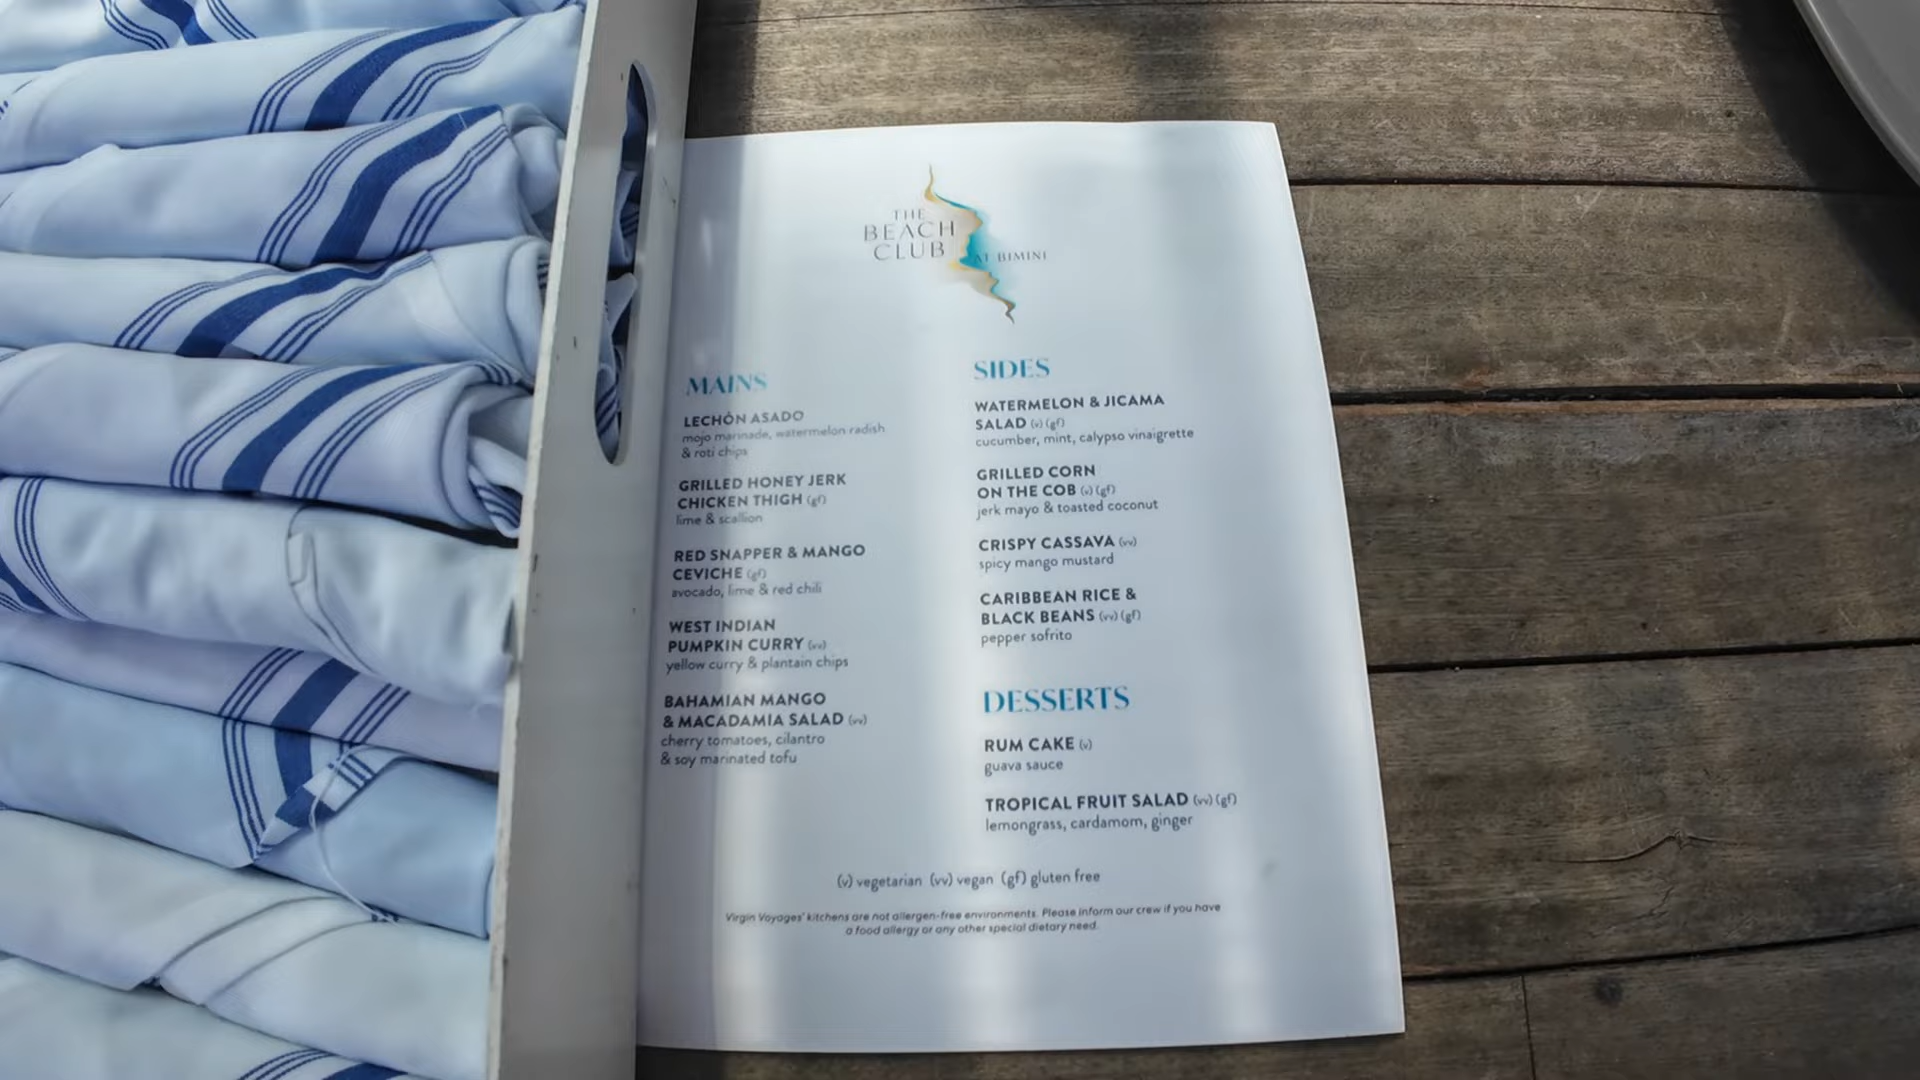 THE
BEACH
CLUB
AT BIMINI
MAINS
LECHÓN ASADO
mojo marinade, watermelon radish
& roti chips
GRILLED HONEY JERK
CHICKEN THIGH (gf)
lime & scallion
RED SNAPPER & MANGO
CEVICHE (gf)
avocado, lime & red chili
WEST INDIAN
PUMPKIN CURRY (vv)
yellow curry & plantain chips
BAHAMIAN MANGO
& MACADAMIA SALAD (vv)
cherry tomatoes, cilantro
& soy marinated tofu
SIDES
WATERMELON & JICAMA
SALAD (v) (gf)
cucumber, mint, calypso vinaigrette
GRILLED CORN
ON THE COB (v) (gf)
jerk mayo & toasted coconut
CRISPY CASSAVA (vv)
spicy mango mustard
CARIBBEAN RICE &
BLACK BEANS (vv) (gf)
pepper sofrito
DESSERTS
RUM CAKE (v)
guava sauce
TROPICAL FRUIT SALAD (vv) (gf)
lemongrass, cardamom, ginger
(v) vegetarian (vv) vegan (gf) gluten free
Virgin Voyages' kitchens are not allergen-free environments. Please inform our crew if you have
a food allergy or any other special dietary need.